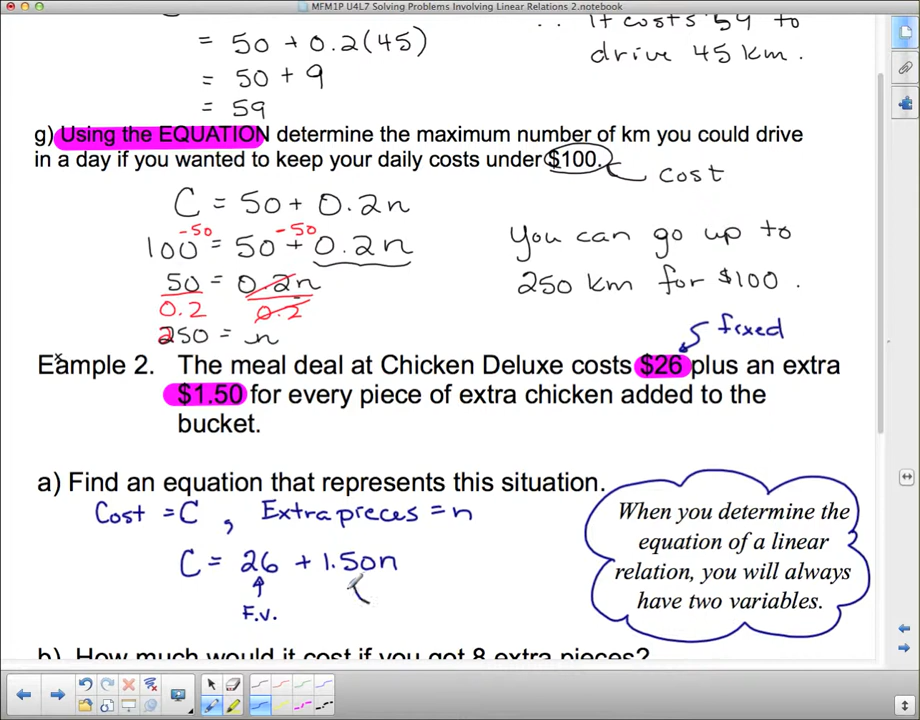 MFM1P U4L7 Solving Problems Involving Linear Relations 2.notebook
∴ It costs $59 to
= 50 + 0.2(45)
drive 45 km.
= 50 + 9
= 59
g) Using the EQUATION determine the maximum number of km you could drive
in a day if you wanted to keep your daily costs under $100.
cost
C = 50 + 0.2n
-50 -50
100 = 50 + 0.2n
You can go up to
250 km for $100.
50 = 0.2n
0.2 0.2
250 = n
fixed
Example 2. The meal deal at Chicken Deluxe costs $26 plus an extra
$1.50 for every piece of extra chicken added to the
bucket.
a) Find an equation that represents this situation.
Cost = C, Extra pieces = n
C = 26 + 1.50n
F.V.
When you determine the
equation of a linear
relation, you will always
have two variables.
b) How much would it cost if you got 8 extra pieces?